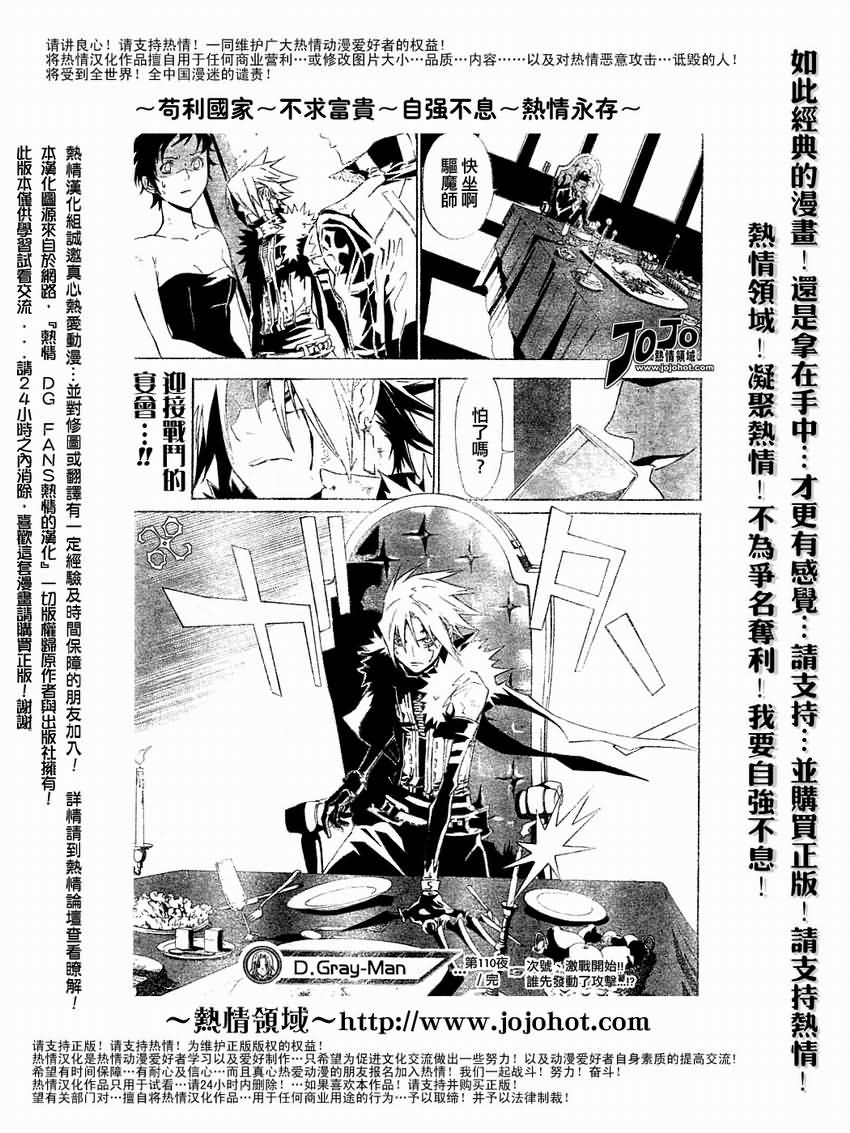 请讲良心！请支持热情！一同维护广大热情动漫爱好者的权益！
将热情汉化作品擅自用于任何商业营利…或修改图片大小…品质…内容……以及对热情恶意攻击…诋毁的人！
将受到全世界！全中国漫迷的谴责！
～苟利國家～不求富貴～自强不息～熱情永存～
如此經典的漫畫！還是拿在手中…才更有感覺…請支持…並購買正版！請支持熱情！
熱情領域！凝聚熱情！不為爭名奪利！我要自強不息！
熱情漢化組誠邀真心熱愛動漫…並對修圖或翻譯有一定經驗及時間保障的朋友加入！ 詳情請到熱情論壇查看瞭解！
本漢化圖源來自於網路．『熱情 DG FANS熱情的漢化』一切版權歸原作者與出版社擁有！
此版本僅供學習試看交流...請24小時之內消除．喜歡這套漫畫請購買正版！謝謝
快坐啊
驅魔師
JOJO
熱情領域
www.jojohot.com
怕了嗎？
迎接戰鬥的
宴會…!!
D.Gray-Man
…第110夜
/完
次號、激戰開始!!
誰先發動了攻擊…!?
～熱情領域～http://www.jojohot.com
请支持正版！请支持热情！为维护正版版权的权益！
热情汉化是热情动漫爱好者学习以及爱好制作…只希望为促进文化交流做出一些努力！以及动漫爱好者自身素质的提高交流！
希望有时间保障…有耐心及信心…而且真心热爱动漫的朋友报名加入热情！我们一起战斗！努力！奋斗！
热情汉化作品只用于试看…请24小时内删除！…如果喜欢本作品！请支持并购买正版！
望有关部门对…擅自将热情汉化作品…用于任何商业用途的行为…予以取缔！并予以法律制裁！